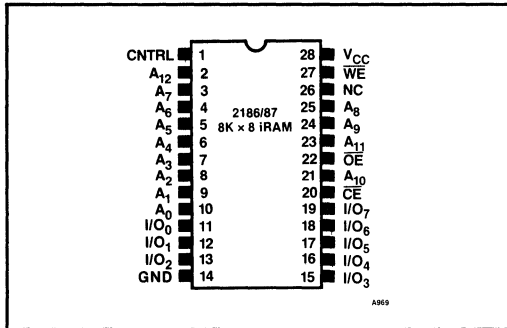 CNTRL 1 28 VCC
A12 2 27 W̅E̅
A7 3 26 NC
A6 4 25 A8
A5 5 24 A9
A4 6 23 A11
A3 7 22 O̅E̅
A2 8 21 A10
A1 9 20 C̅E̅
A0 10 19 I/O7
I/O0 11 18 I/O6
I/O1 12 17 I/O5
I/O2 13 16 I/O4
GND 14 15 I/O3
2186/87
8K × 8 iRAM
A969